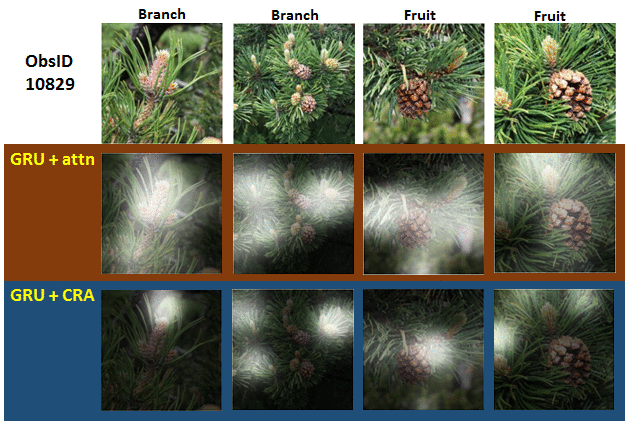 Branch Branch Fruit Fruit
ObsID
10829
GRU + attn
GRU + CRA